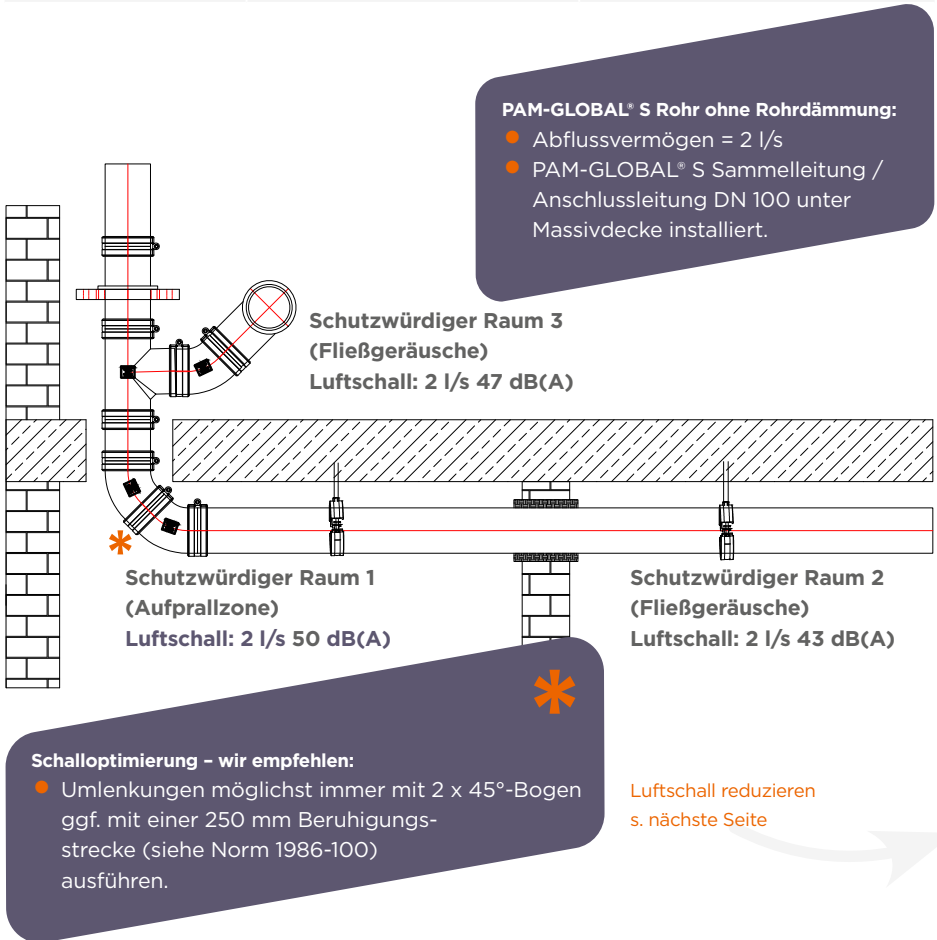 PAM-GLOBAL® S Rohr ohne Rohrdämmung:
Abflussvermögen = 2 l/s
PAM-GLOBAL® S Sammelleitung /
Anschlussleitung DN 100 unter
Massivdecke installiert.
Schutzwürdiger Raum 3
(Fließgeräusche)
Luftschall: 2 l/s 47 dB(A)
Schutzwürdiger Raum 1
(Aufprallzone)
Luftschall: 2 l/s 50 dB(A)
Schutzwürdiger Raum 2
(Fließgeräusche)
Luftschall: 2 l/s 43 dB(A)
Schalloptimierung – wir empfehlen:
Umlenkungen möglichst immer mit 2 x 45°-Bogen
ggf. mit einer 250 mm Beruhigungs-
strecke (siehe Norm 1986-100)
ausführen.
Luftschall reduzieren
s. nächste Seite